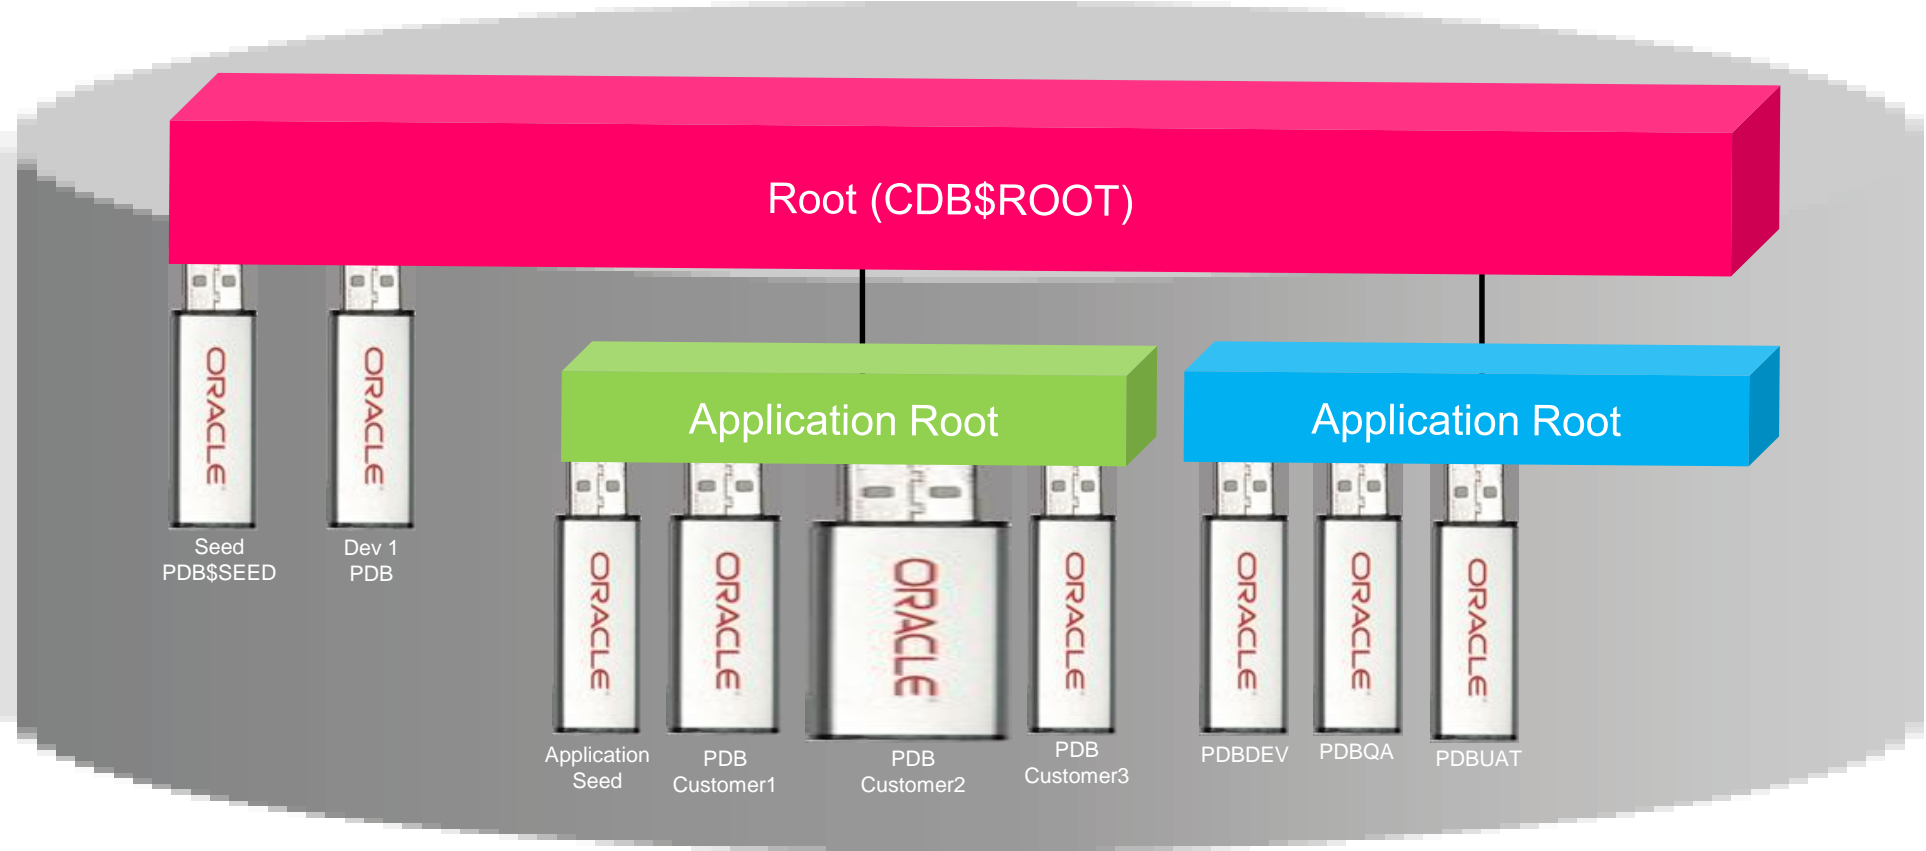 Root (CDB$ROOT)
ORACLE
ORACLE
Seed
PDB$SEED
Dev 1
PDB
Application Root
Application Root
ORACLE
ORACLE
ORACLE
ORACLE
ORACLE
ORACLE
ORACLE
Application
Seed
PDB
Customer1
PDB
Customer2
PDB
Customer3
PDBDEV
PDBQA
PDBUAT